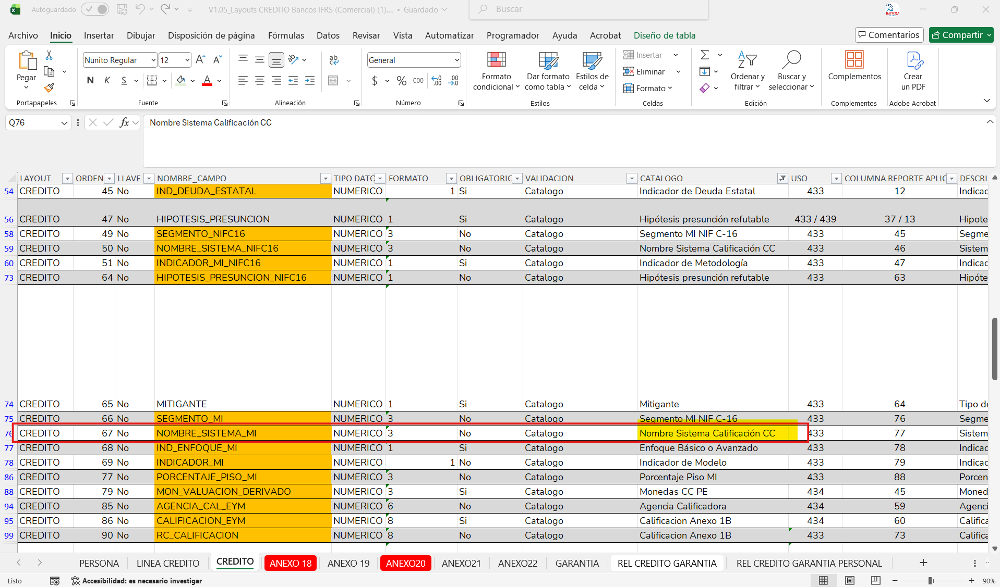 Autoguardado
V1.05_Layouts CREDITO Bancos IFRS (Comercial) (1).... • Guardado
Buscar
Archivo Inicio Insertar Dibujar Disposición de página Fórmulas Datos Revisar Vista Automatizar Programador Ayuda Acrobat Diseño de tabla Comentarios Compartir
Pegar
Nunito Regular 12
N K S
General
$ % 000
Formato condicional
Dar formato como tabla
Estilos de celda
Insertar
Eliminar
Formato
Ordenar y filtrar
Buscar y seleccionar
Complementos
Crear un PDF
Portapapeles Fuente Alineación Número Estilos Celdas Edición Complementos Adobe Acrobat
Q76 fx Nombre Sistema Calificación CC
LAYOUT ORDEN LLAVE NOMBRE_CAMPO TIPO DATO FORMATO OBLIGATORIO VALIDACION CATALOGO USO COLUMNA REPORTE APLIC DESCRI
54 CREDITO 45 No IND_DEUDA_ESTATAL NUMERICO 1 Si Catalogo Indicador de Deuda Estatal 433 12 Indicad
56 CREDITO 47 No HIPOTESIS_PRESUNCION NUMERICO 1 Si Catalogo Hipótesis presunción refutable 433 / 439 37 / 13 Hipote
58 CREDITO 49 No SEGMENTO_NIFC16 NUMERICO 3 No Catalogo Segmento MI NIF C-16 433 45 Segme
59 CREDITO 50 No NOMBRE_SISTEMA_NIFC16 NUMERICO 3 No Catalogo Nombre Sistema Calificación CC 433 46 Sistem
60 CREDITO 51 No INDICADOR_MI_NIFC16 NUMERICO 1 Si Catalogo Indicador de Metodología 433 47 Indicad
73 CREDITO 64 No HIPOTESIS_PRESUNCION_NIFC16 NUMERICO 1 No Catalogo Hipótesis presunción refutable 433 63 Hipóte
74 CREDITO 65 No MITIGANTE NUMERICO 1 Si Catalogo Mitigante 433 64 Tipo de
75 CREDITO 66 No SEGMENTO_MI NUMERICO 3 No Catalogo Segmento MI NIF C-16 433 76 Segme
76 CREDITO 67 No NOMBRE_SISTEMA_MI NUMERICO 3 No Catalogo Nombre Sistema Calificación CC 433 77 Sistem
77 CREDITO 68 No IND_ENFOQUE_MI NUMERICO 1 Si Catalogo Enfoque Básico o Avanzado 433 78 Indicad
78 CREDITO 69 No INDICADOR_MI NUMERICO 1 No Catalogo Indicador de Modelo 433 79 Indicad
86 CREDITO 77 No PORCENTAJE_PISO_MI NUMERICO 3 No Catalogo Porcentaje Piso MI 433 88 Porcen
88 CREDITO 79 No MON_VALUACION_DERIVADO NUMERICO 3 Si Catalogo Monedas CC PE 434 45 Moned
94 CREDITO 85 No AGENCIA_CAL_EYM NUMERICO 6 No Catalogo Agencia Calificadora 434 59 Agenci
95 CREDITO 86 No CALIFICACION_EYM NUMERICO 8 Si Catalogo Calificacion Anexo 1B 434 60 Califica
99 CREDITO 90 No RC_CALIFICACION NUMERICO 8 No Catalogo Calificacion Anexo 1B 433 73 Califica
PERSONA LINEA CREDITO CREDITO ANEXO 18 ANEXO 19 ANEXO20 ANEXO21 ANEXO22 GARANTIA REL CREDITO GARANTIA REL CREDITO GARANTIA PERSONAL
Listo Accesibilidad: es necesario investigar 90%